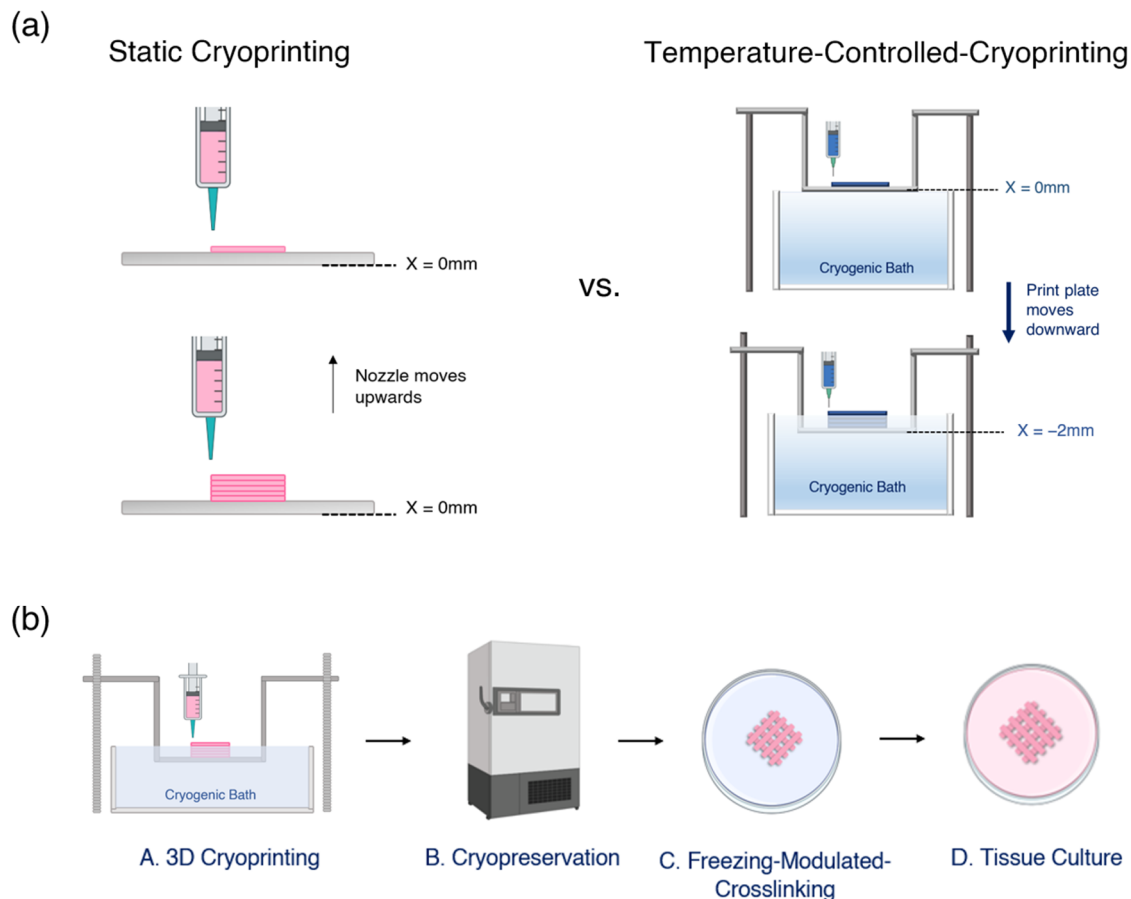 (a)
Static Cryoprinting
Temperature-Controlled-Cryoprinting
X = 0mm
Nozzle moves
upwards
X = 0mm
vs.
X = 0mm
Cryogenic Bath
Print plate
moves
downward
X = −2mm
Cryogenic Bath
(b)
Cryogenic Bath
A. 3D Cryoprinting
B. Cryopreservation
C. Freezing-Modulated-
Crosslinking
D. Tissue Culture